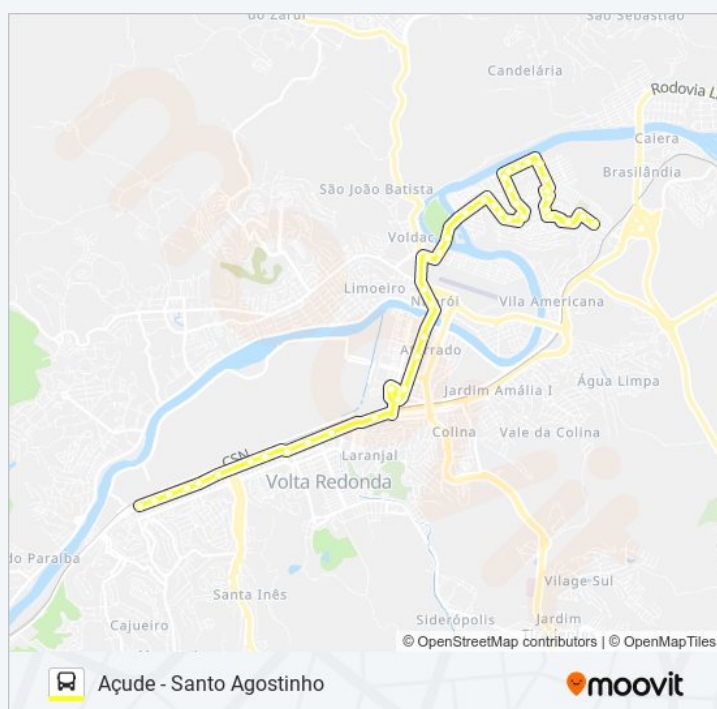 do Zardi
São Sebastião
Candelária
Rodovia L
Caiera
São João Batista
Brasilândia
Voldac
Limoeiro
Vila Americana
Aterrado
Jardim Amália I
Água Limpa
Colina
Vale da Colina
CSN
Laranjal
Volta Redonda
do Paraíba
Vilage Sul
Santa Inês
Siderópolis
Jardim
Cajueiro
© OpenStreetMap contributors | © OpenMapTiles
Açude - Santo Agostinho
moovit